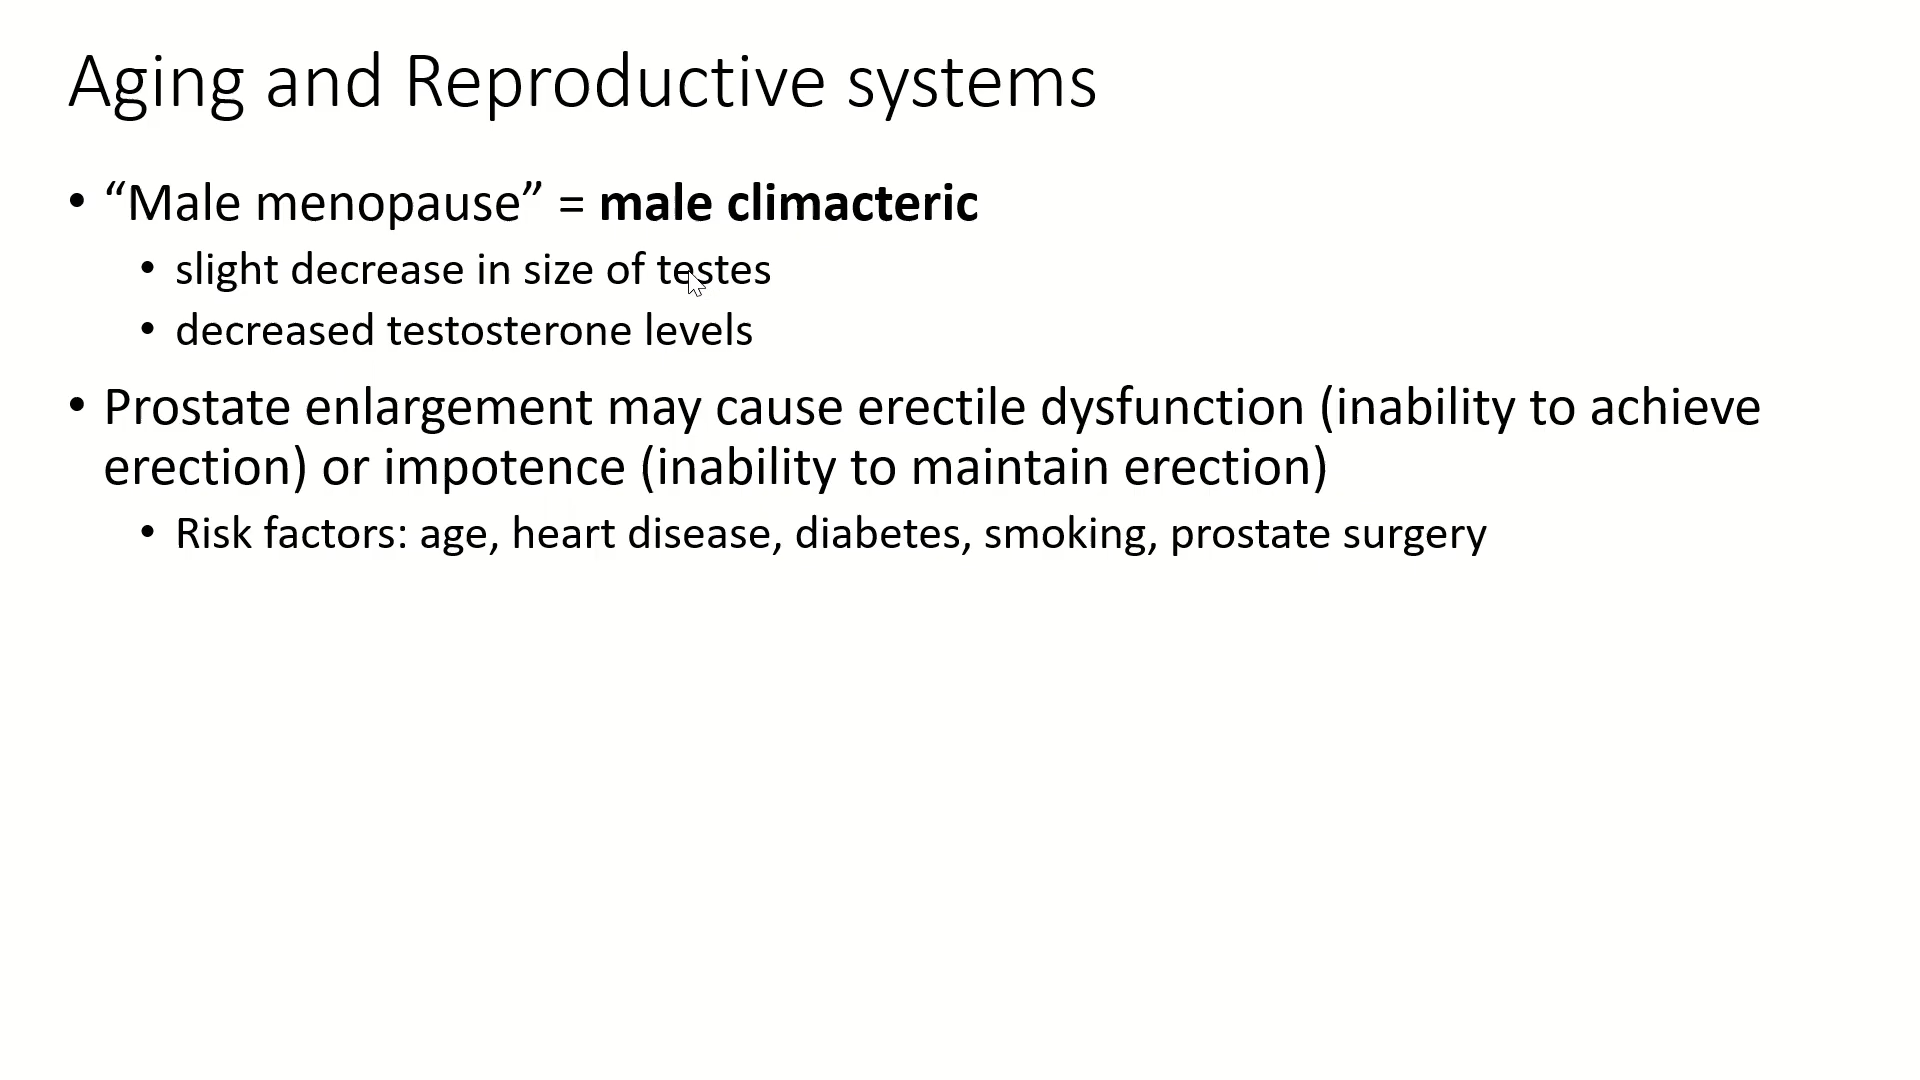 Aging and Reproductive systems
• “Male menopause” = male climacteric
• slight decrease in size of testes
• decreased testosterone levels
• Prostate enlargement may cause erectile dysfunction (inability to achieve
erection) or impotence (inability to maintain erection)
• Risk factors: age, heart disease, diabetes, smoking, prostate surgery